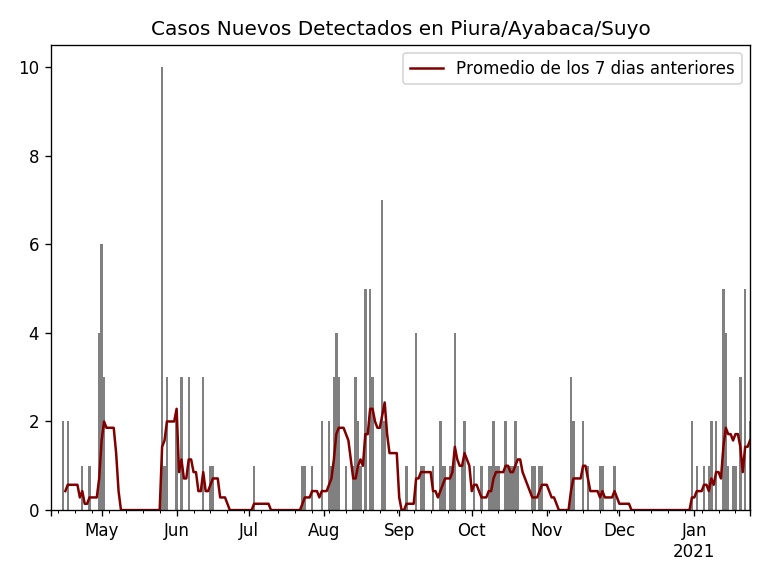 Casos Nuevos Detectados en Piura/Ayabaca/Suyo
Promedio de los 7 dias anteriores
10
8
6
4
2
0
May Jun Jul Aug Sep Oct Nov Dec Jan
2021